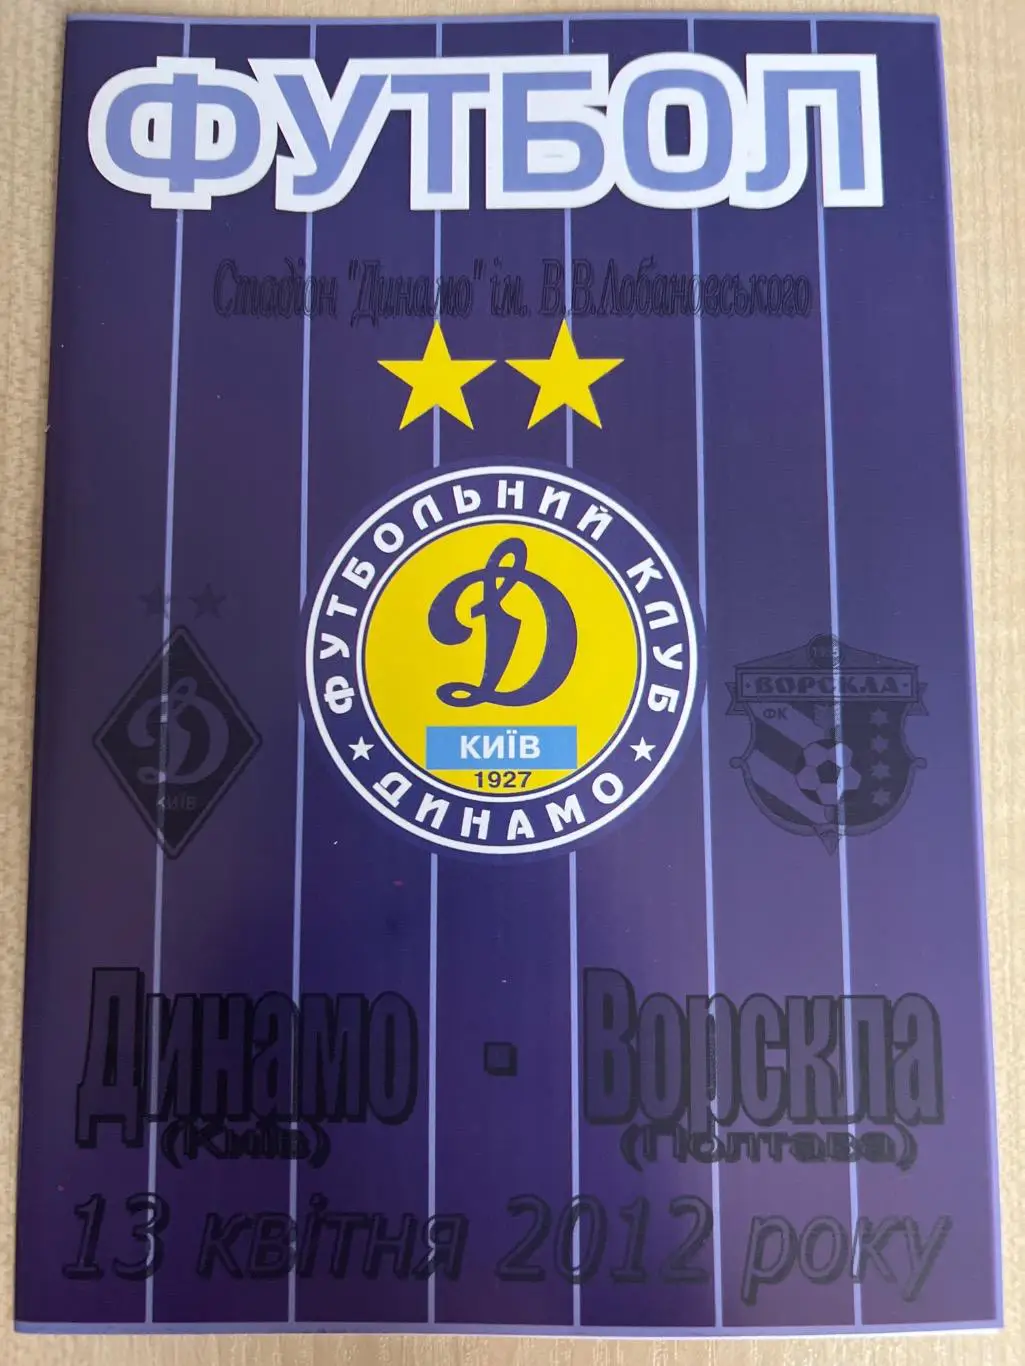 ФУТБОЛ
Стадіон "Динамо" ім. В.В.Лобановського
ФУТБОЛЬНИЙ КЛУБ
Д
КИЇВ
1927
ДИНАМО
Д
КИЇВ
ВОРСКЛА
ФК
Динамо - Ворскла
(Київ) (Полтава)
13 квітня 2012 року